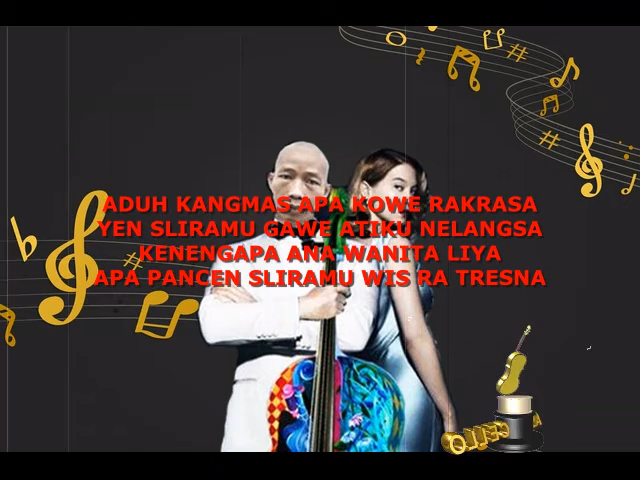 ADUH KANGMAS APA KOWE RAKRASA
YEN SLIRAMU GAWE ATIKU NELANGSA
KENENGAPA ANA WANITA LIYA
APA PANCEN SLIRAMU WIS RA TRESNA